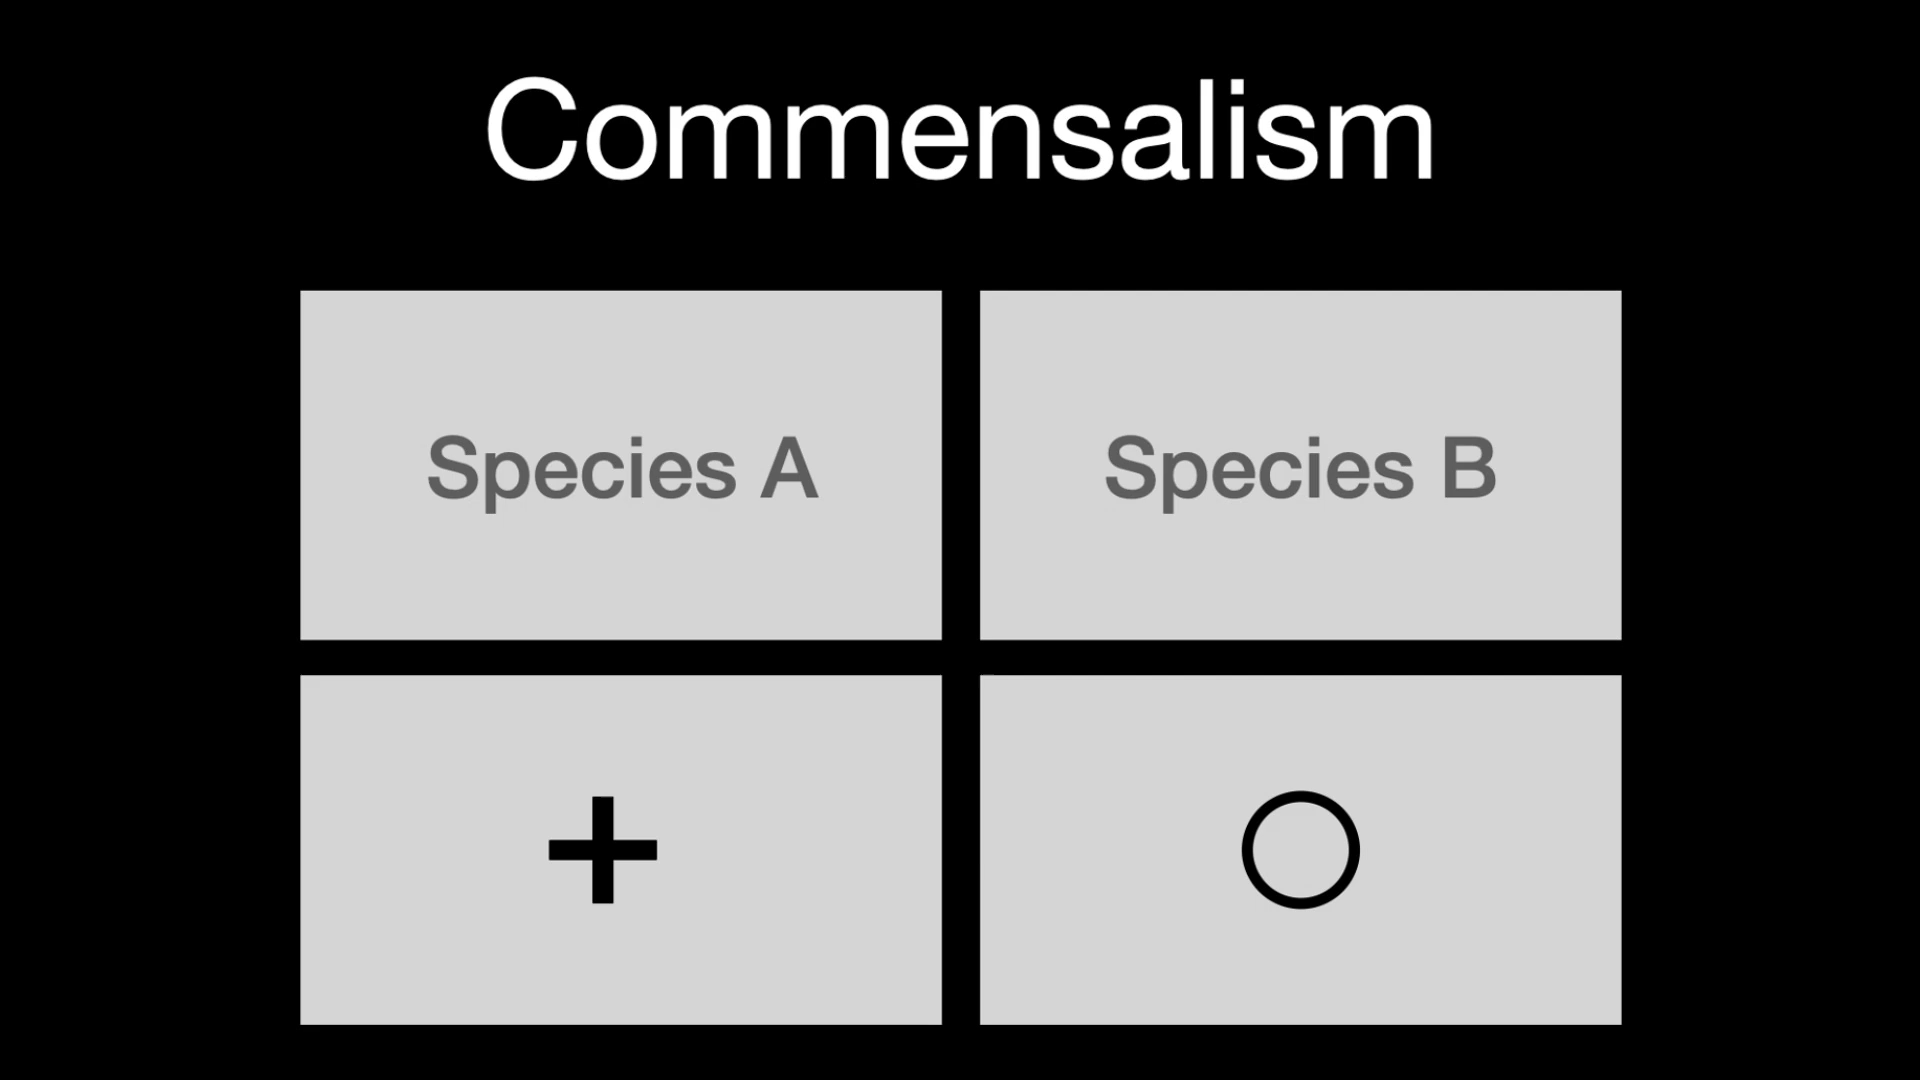 Commensalism
Species A
Species B
+
○